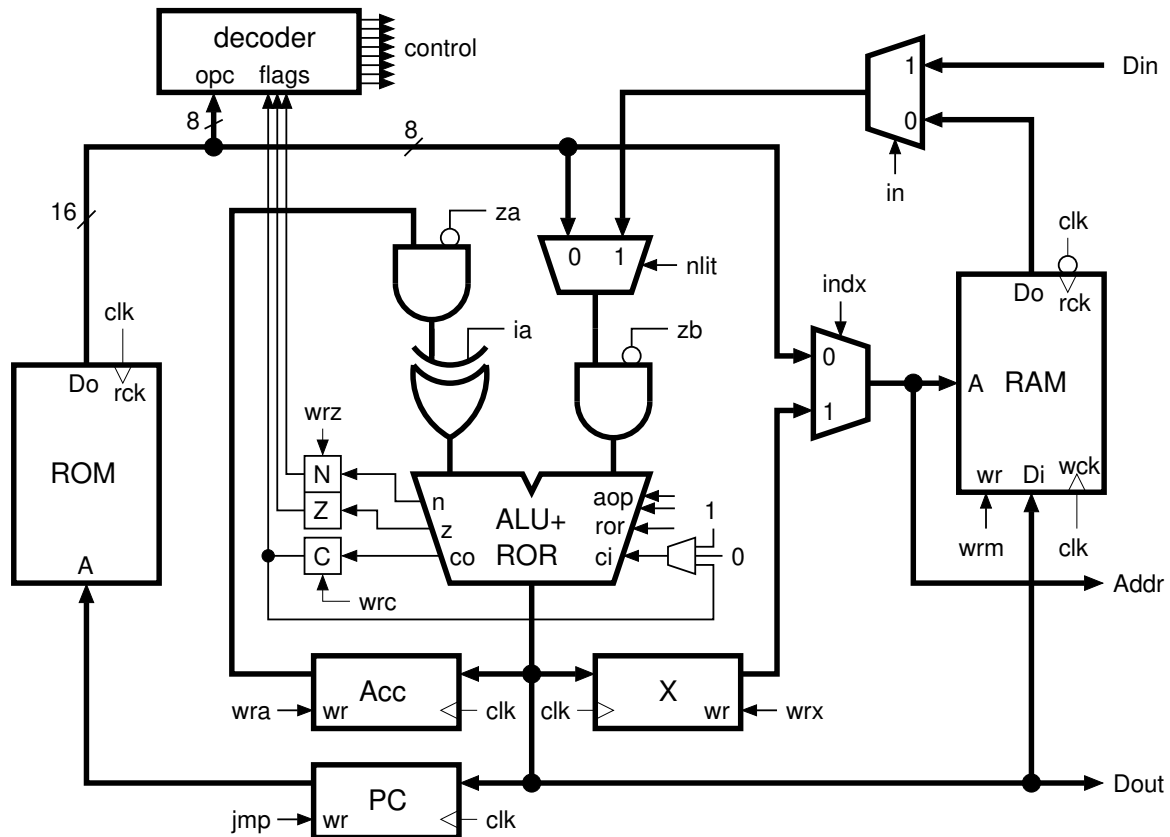 decoder
opc flags
control
8
8
16
1
0
Din
in
za
0 1
nlit
clk
Do
rck
indx
clk
Do
rck
ia
zb
0
1
A
RAM
wr Di wck
wrm
clk
ROM
A
wrz
N
Z
C
wrc
n
z
co
ALU+
ROR
aop
ror
ci
1
0
Addr
Acc
wra
wr
clk
X
clk
wr
wrx
PC
jmp
wr
clk
Dout